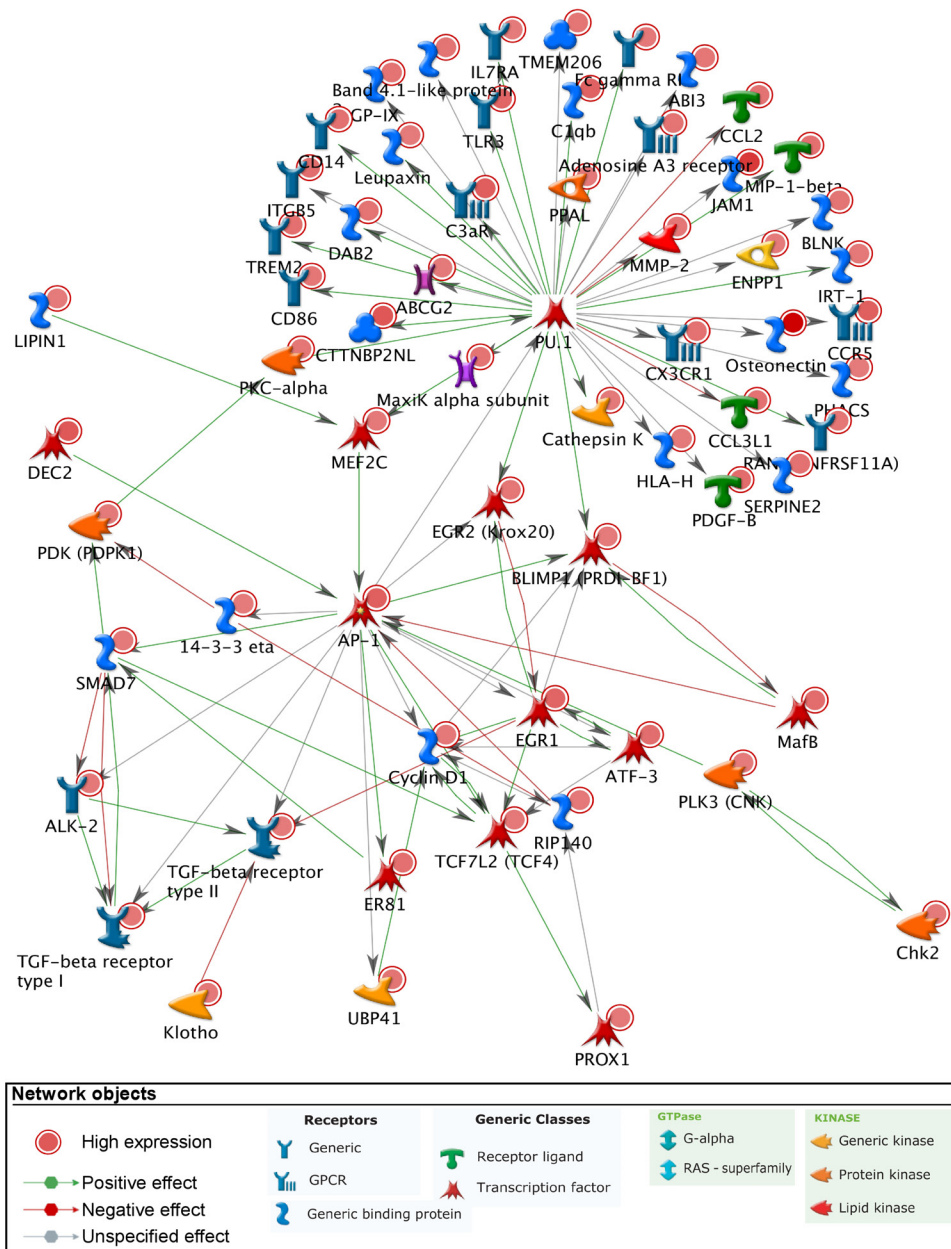 IL7RA
TMEM206
Fc gamma RI
Band 4.1-like protein
GP-IX
ABI3
TLR3
C1qb
CCL2
CD14
Leupaxin
Adenosine A3 receptor
MIP-1-beta
JAM1
ITGB5
C3aR
PPAL
DAB2
BLNK
TREM2
MMP-2
ENPP1
IRT-1
CD86
ABCG2
LIPIN1
CTTNBP2NL
PU.1
CCR5
Osteonectin
CX3CR1
PKC-alpha
MaxiK alpha subunit
PHACS
Cathepsin K
CCL3L1
MEF2C
RANK(TNFRSF11A)
DEC2
HLA-H
SERPINE2
PDGF-B
EGR2 (Krox20)
PDK (PDPK1)
BLIMP1 (PRDI-BF1)
14-3-3 eta
AP-1
SMAD7
EGR1
MafB
Cyclin D1
ATF-3
PLK3 (CNK)
ALK-2
RIP140
TCF7L2 (TCF4)
TGF-beta receptor
type II
ER81
Chk2
TGF-beta receptor
type I
UBP41
Klotho
PROX1
Network objects
High expression
Positive effect
Negative effect
Unspecified effect
Receptors
Generic
GPCR
Generic binding protein
Generic Classes
Receptor ligand
Transcription factor
GTPase
G-alpha
RAS - superfamily
KINASE
Generic kinase
Protein kinase
Lipid kinase